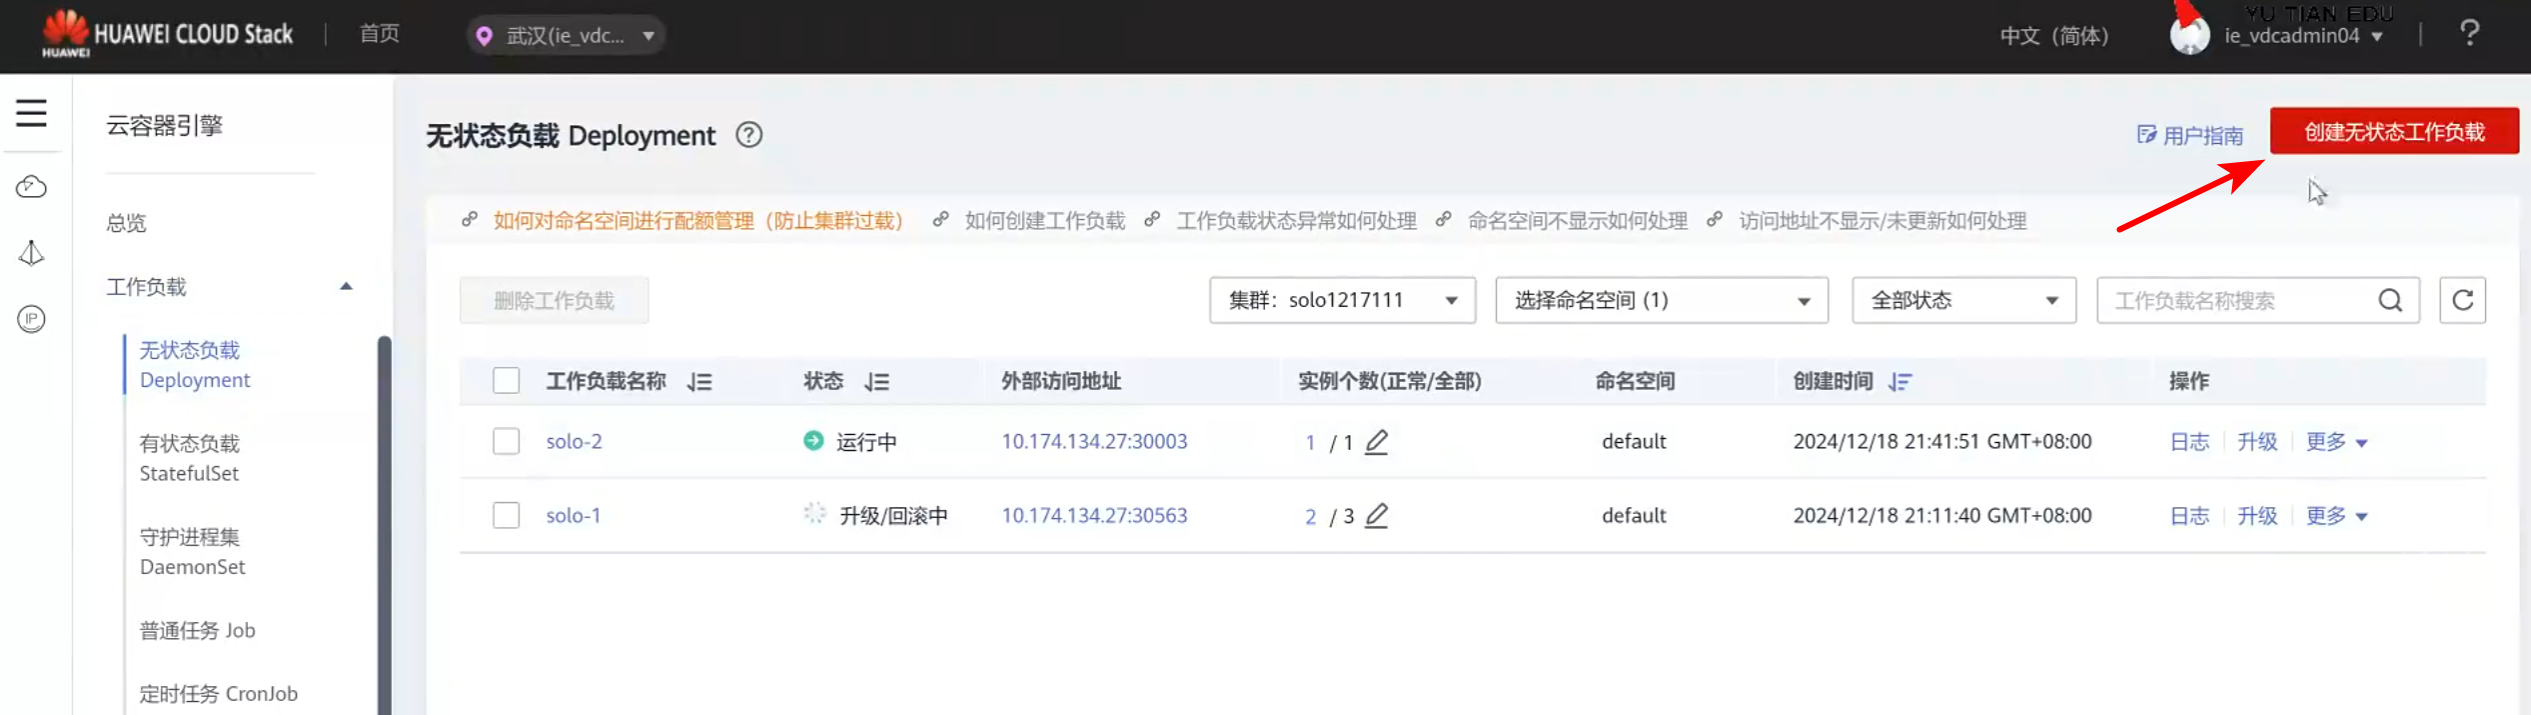 HUAWEI
HUAWEI CLOUD Stack
首页
武汉(ie_vdc...
中文 (简体)
YU TIAN EDU
ie_vdcadmin04
?
云容器引擎
总览
工作负载
无状态负载
Deployment
有状态负载
StatefulSet
守护进程集
DaemonSet
普通任务 Job
定时任务 CronJob
IP
无状态负载 Deployment
?
用户指南
创建无状态工作负载
如何对命名空间进行配额管理（防止集群过载）
如何创建工作负载
工作负载状态异常如何处理
命名空间不显示如何处理
访问地址不显示/未更新如何处理
删除工作负载
集群：solo1217111
选择命名空间 (1)
全部状态
工作负载名称搜索
工作负载名称 状态 外部访问地址 实例个数(正常/全部) 命名空间 创建时间 操作
solo-2 运行中 10.174.134.27:30003 1 / 1 default 2024/12/18 21:41:51 GMT+08:00 日志 升级 更多
solo-1 升级/回滚中 10.174.134.27:30563 2 / 3 default 2024/12/18 21:11:40 GMT+08:00 日志 升级 更多